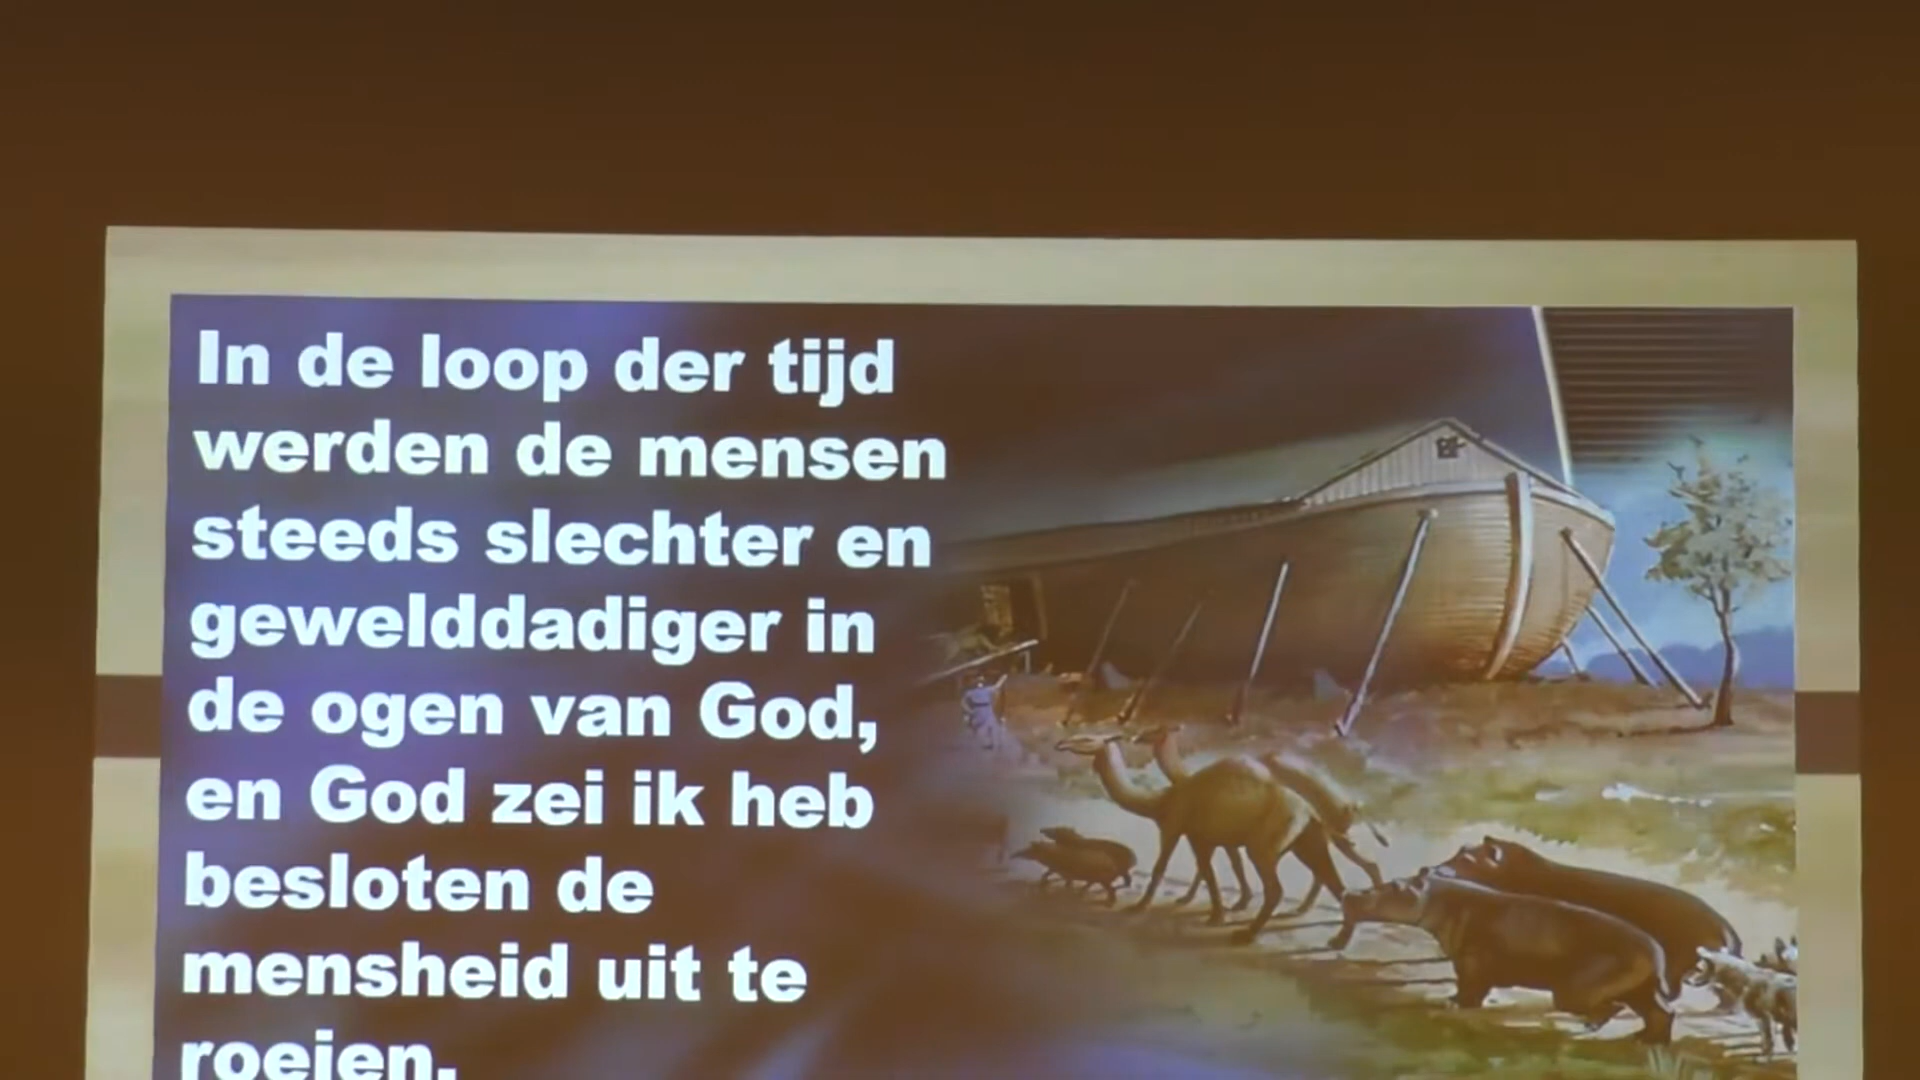 In de loop der tijd
werden de mensen
steeds slechter en
gewelddadiger in
de ogen van God,
en God zei ik heb
besloten de
mensheid uit te
roeien.